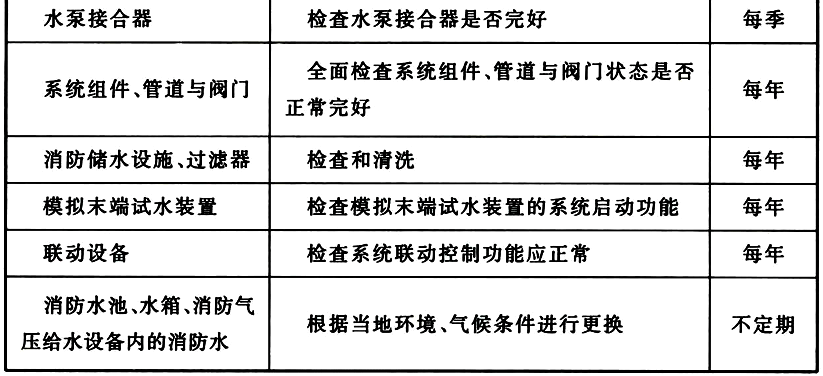 水泵接合器 检查水泵接合器是否完好 每季
系统组件、管道与阀门 全面检查系统组件、管道与阀门状态是否正常完好 每年
消防储水设施、过滤器 检查和清洗 每年
模拟末端试水装置 检查模拟末端试水装置的系统启动功能 每年
联动设备 检查系统联动控制功能应正常 每年
消防水池、水箱、消防气压给水设备内的消防水 根据当地环境、气候条件进行更换 不定期